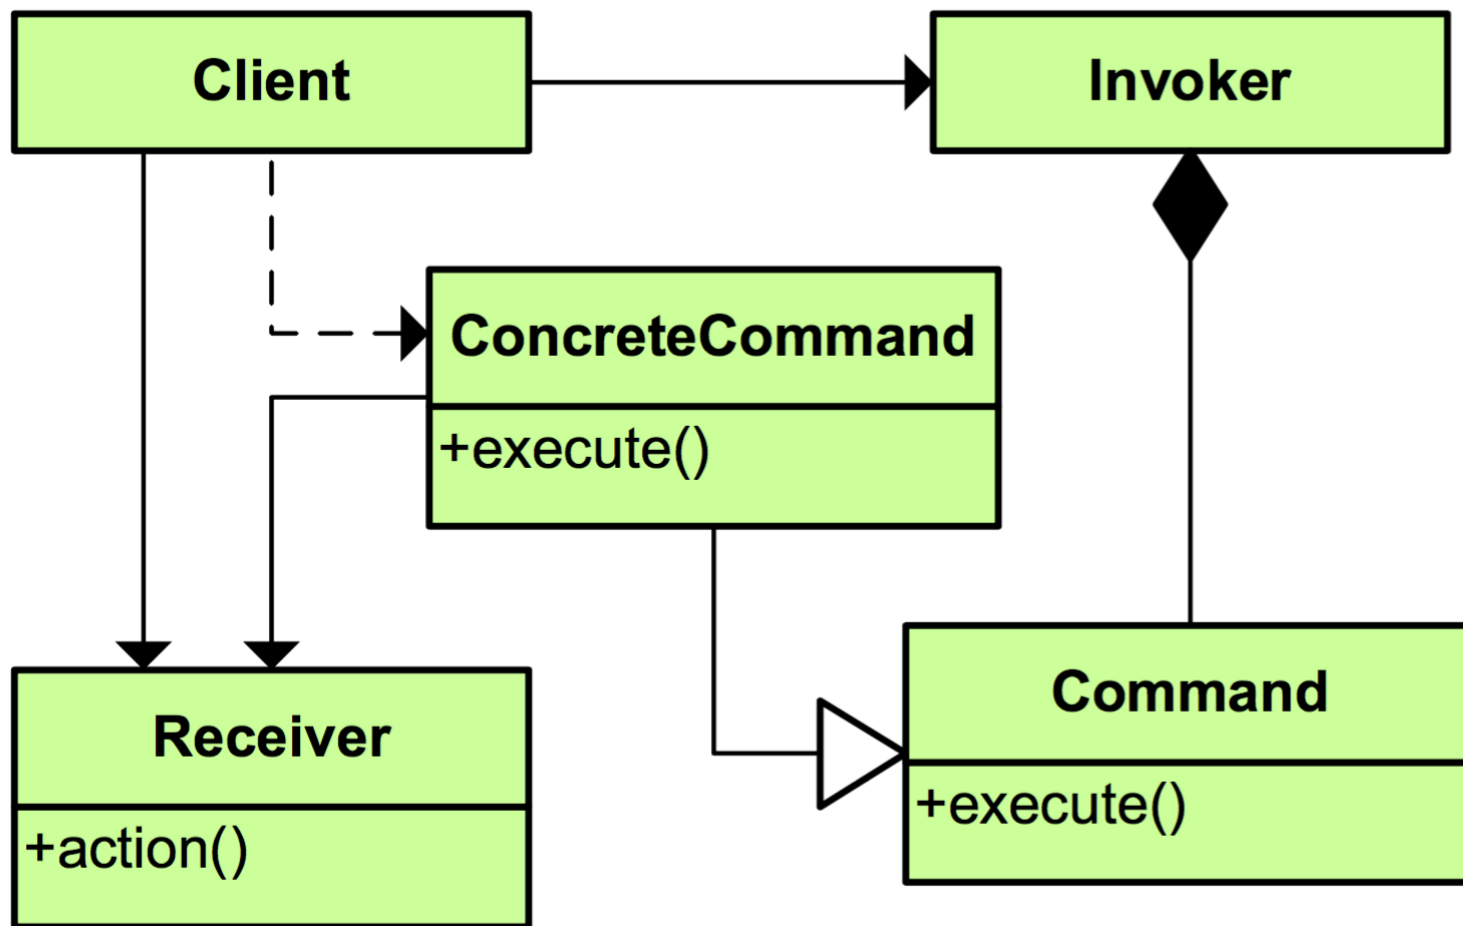 Client
Invoker
ConcreteCommand
+execute()
Receiver
+action()
Command
+execute()